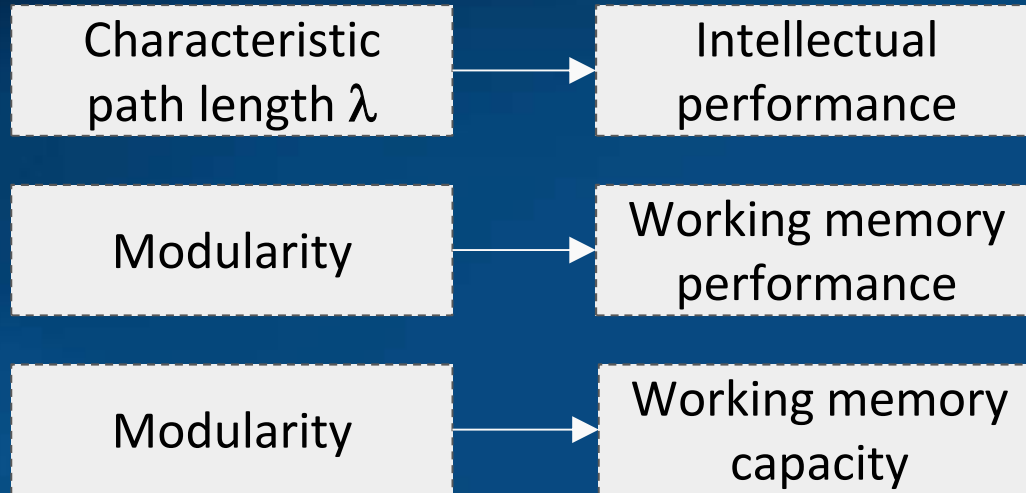 Characteristic
path length λ
Intellectual
performance
Modularity
Working memory
performance
Modularity
Working memory
capacity